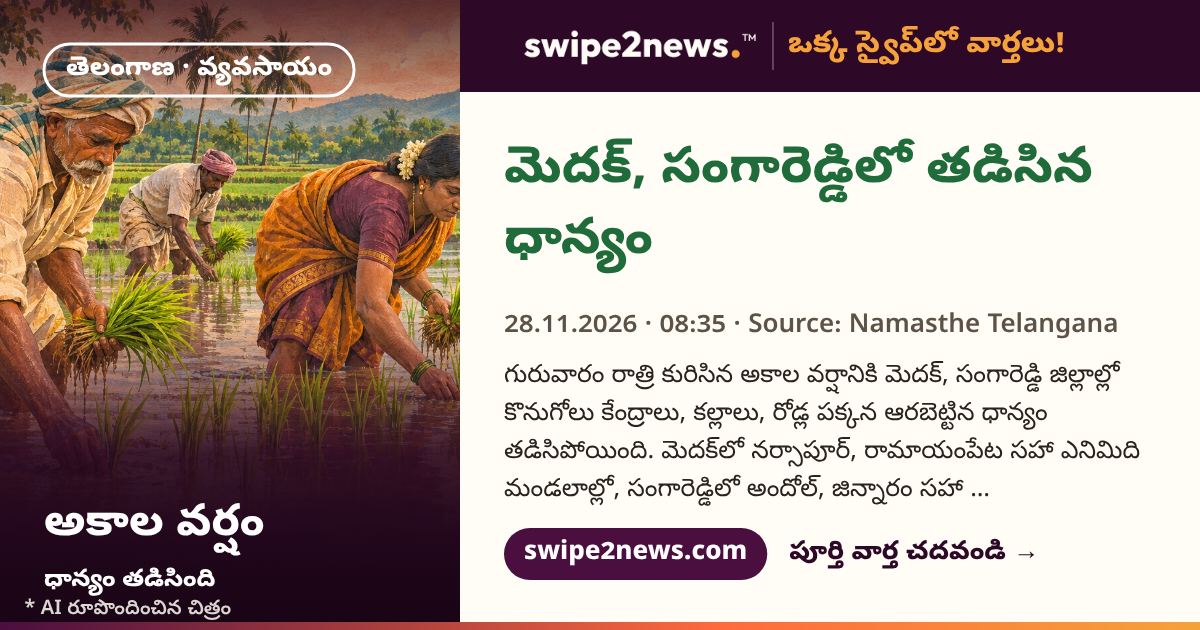 తెలంగాణ · వ్యవసాయం
swipe2news.™
ఒక్క స్వైప్‌లో వార్తలు!
మెదక్, సంగారెడ్డిలో తడిసిన
ధాన్యం
28.11.2026 · 08:35 · Source: Namasthe Telangana
గురువారం రాత్రి కురిసిన అకాల వర్షానికి మెదక్, సంగారెడ్డి జిల్లాల్లో
కొనుగోలు కేంద్రాలు, కల్లాలు, రోడ్ల పక్కన ఆరబెట్టిన ధాన్యం
తడిసిపోయింది. మెదక్‌లో నర్సాపూర్, రామాయంపేట సహా ఎనిమిది
మండలాల్లో, సంగారెడ్డిలో అందోల్, జిన్నారం సహా ...
swipe2news.com
పూర్తి వార్త చదవండి →
అకాల వర్షం
ధాన్యం తడిసింది
* AI రూపొందించిన చిత్రం